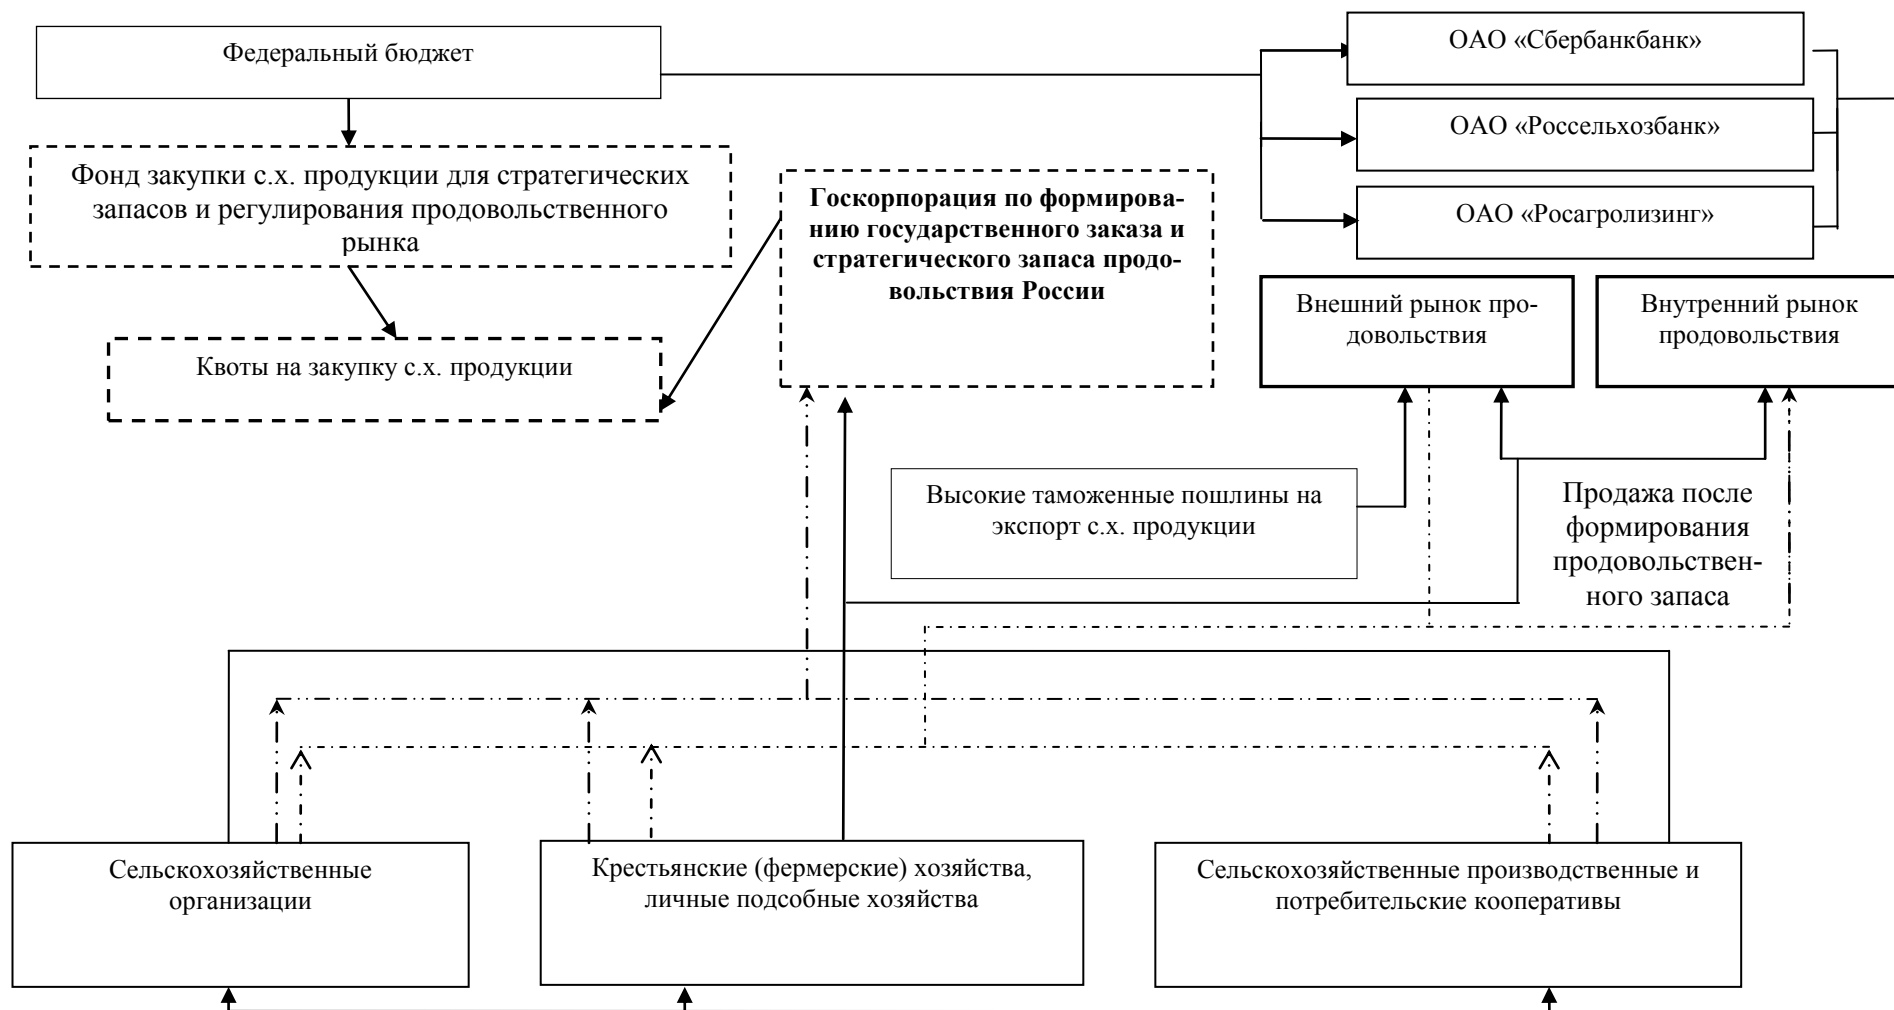 Федеральный бюджет
ОАО «Сбербанкбанк»
ОАО «Россельхозбанк»
ОАО «Росагролизинг»
Фонд закупки с.х. продукции для стратегических
запасов и регулирования продовольственного
рынка
Госкорпорация по формирова-
нию государственного заказа и
стратегического запаса продо-
вольствия России
Внешний рынок про-
довольствия
Внутренний рынок
продовольствия
Квоты на закупку с.х. продукции
Высокие таможенные пошлины на
экспорт с.х. продукции
Продажа после
формирования
продовольствен-
ного запаса
Сельскохозяйственные
организации
Крестьянские (фермерские) хозяйства,
личные подсобные хозяйства
Сельскохозяйственные производственные и
потребительские кооперативы